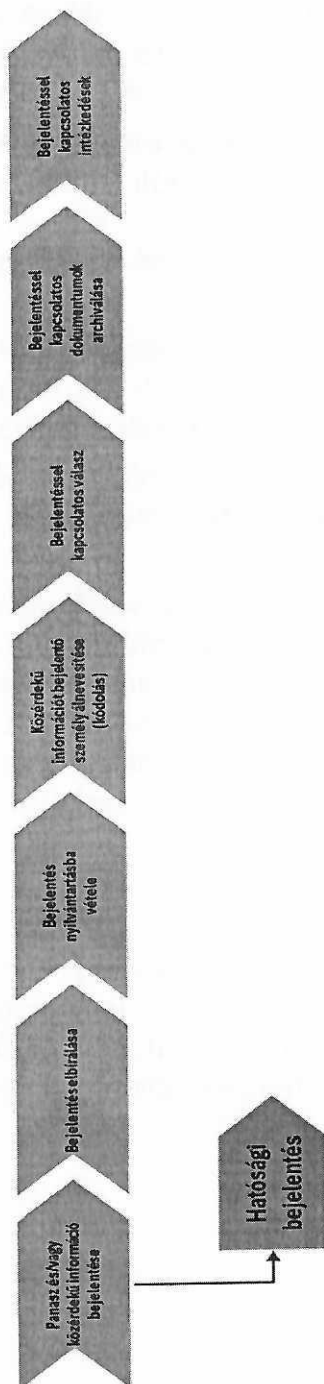 Panasz és/vagy
közérdekű információ
bejelentése
Bejelentés elbírálása
Bejelentés
nyilvántartásba
vétele
Közérdekű
információt bejelentő
személy álnevesítése
(kódolás)
Bejelentéssel
kapcsolatos válasz
Bejelentéssel
kapcsolatos
dokumentumok
archiválása
Bejelentéssel
kapcsolatos
intézkedések
Hatósági
bejelentés